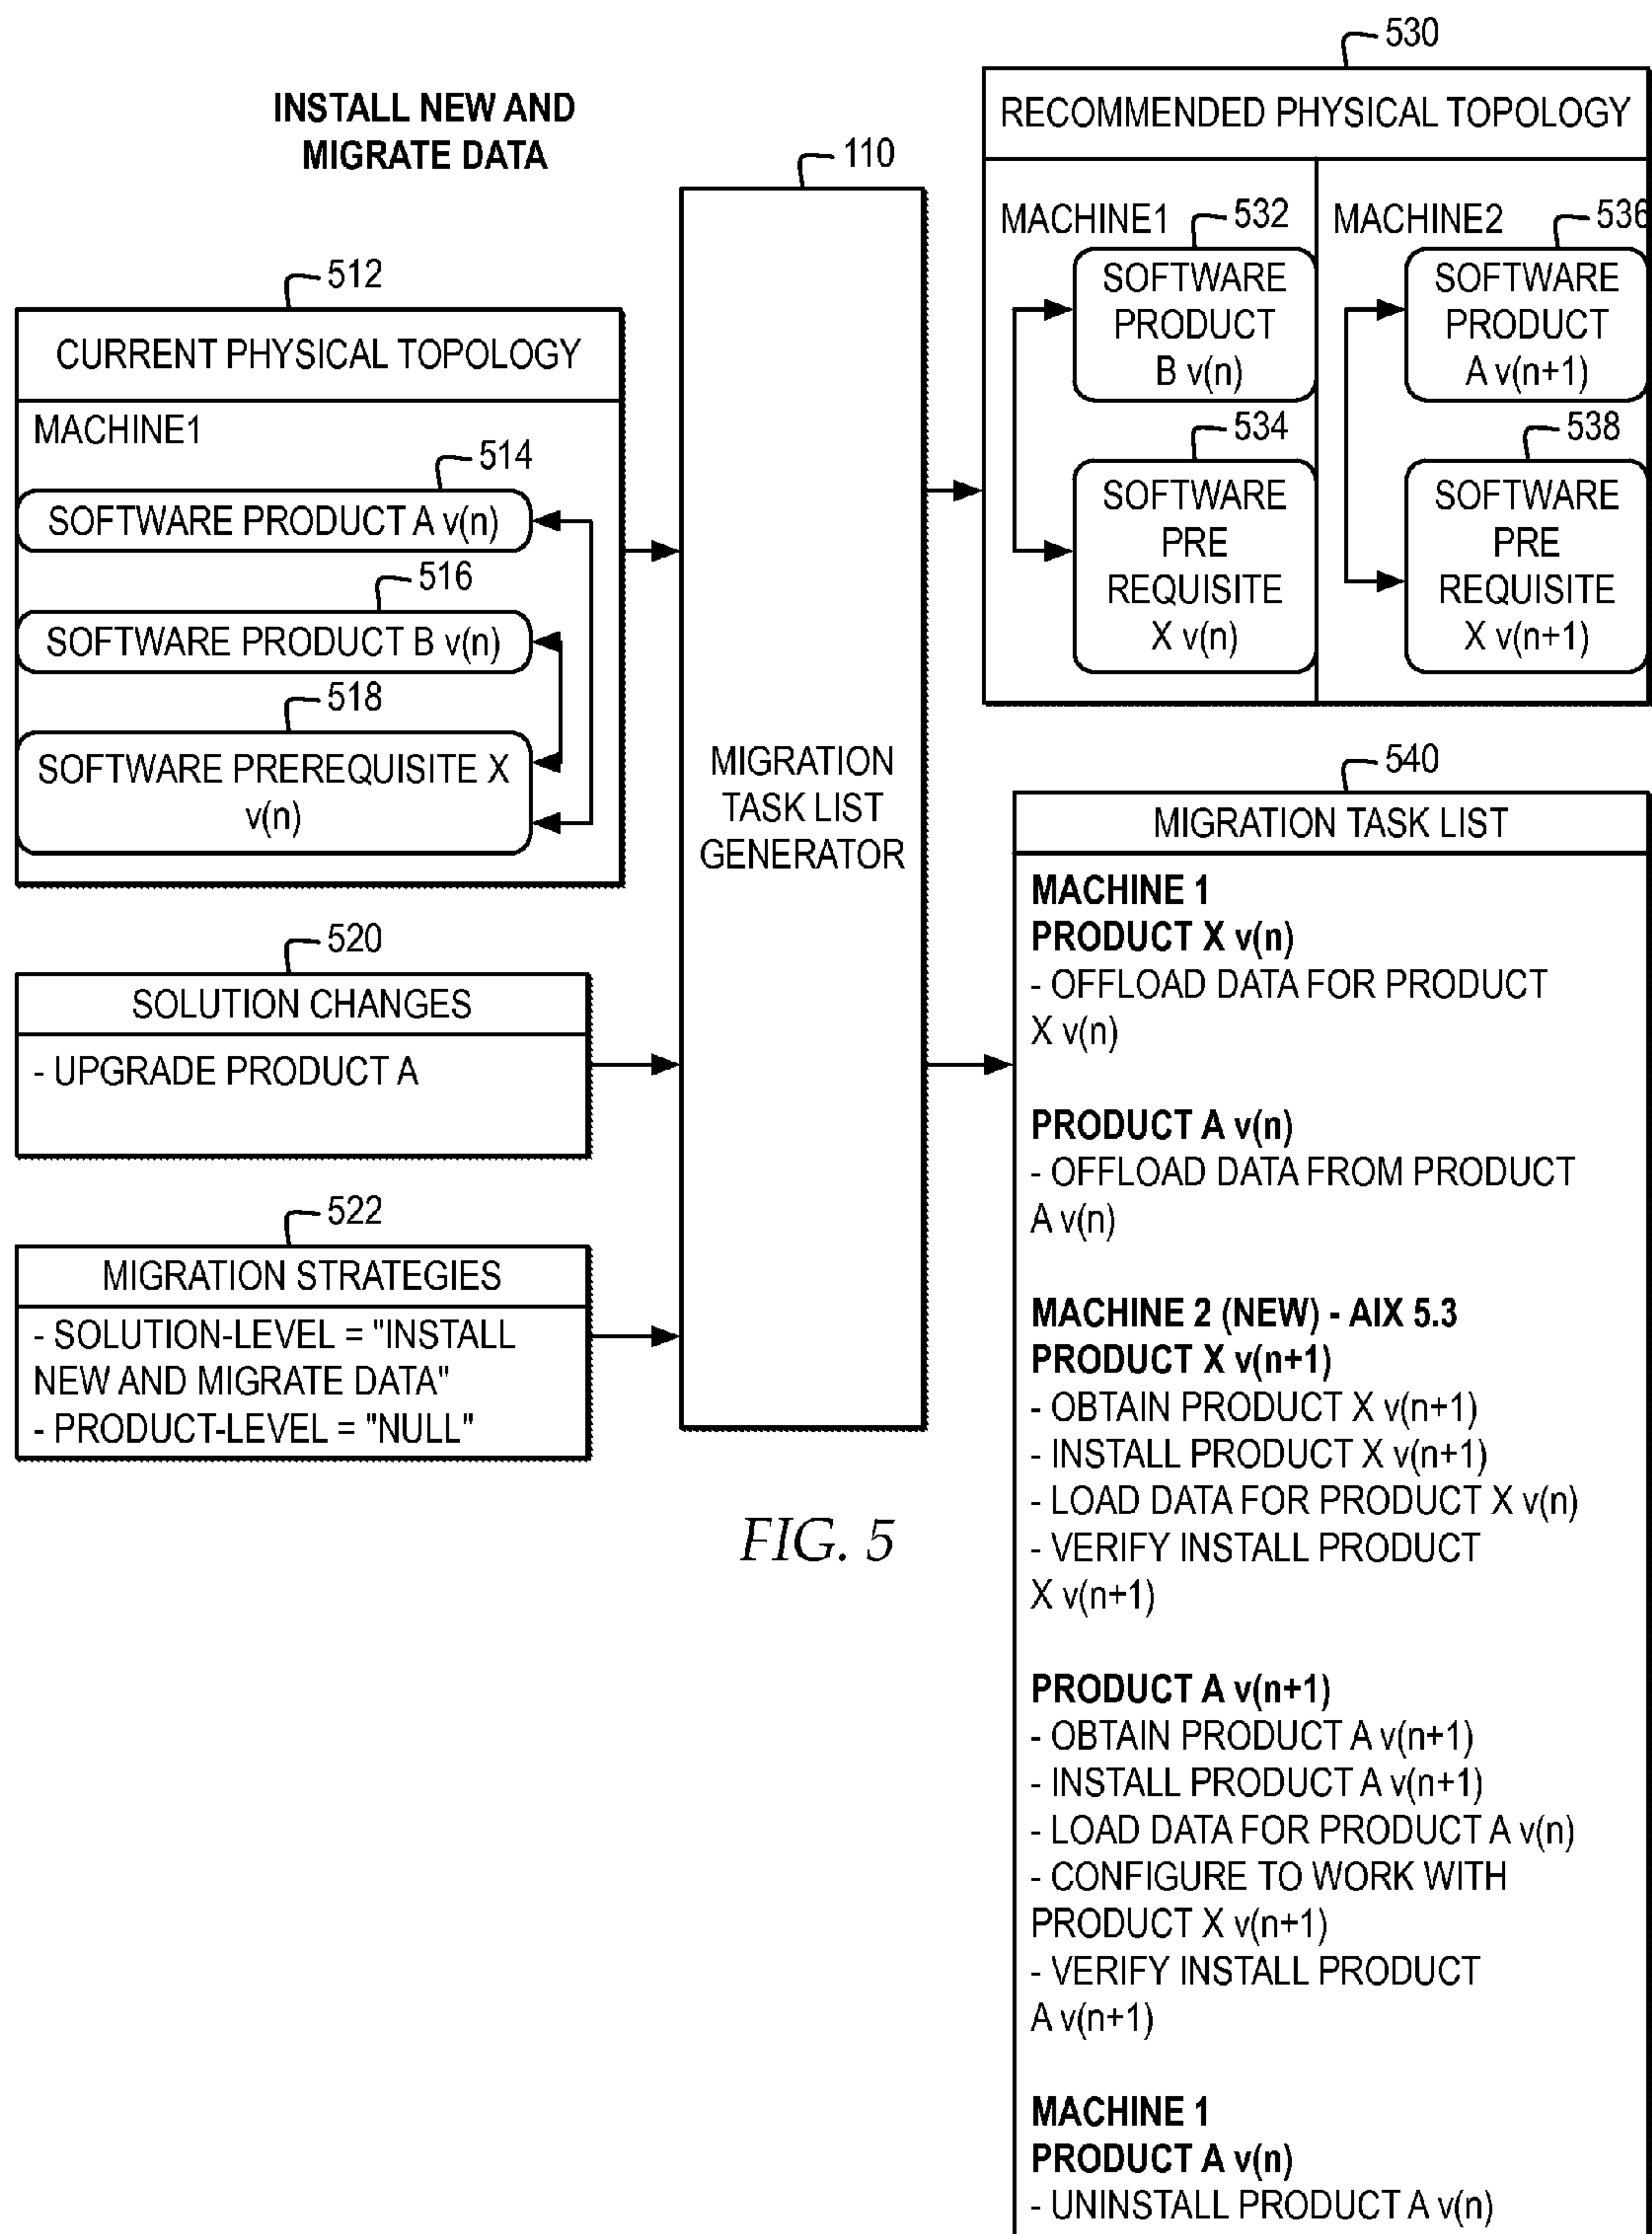 INSTALL NEW AND
MIGRATE DATA
512
CURRENT PHYSICAL TOPOLOGY
MACHINE1
514
SOFTWARE PRODUCT A v(n)
516
SOFTWARE PRODUCT B v(n)
518
SOFTWARE PREREQUISITE X
v(n)
520
SOLUTION CHANGES
- UPGRADE PRODUCT A
522
MIGRATION STRATEGIES
- SOLUTION-LEVEL = "INSTALL
NEW AND MIGRATE DATA"
- PRODUCT-LEVEL = "NULL"
110
MIGRATION
TASK LIST
GENERATOR
530
RECOMMENDED PHYSICAL TOPOLOGY
MACHINE1
532
SOFTWARE
PRODUCT
B v(n)
534
SOFTWARE
PRE
REQUISITE
X v(n)
MACHINE2
536
SOFTWARE
PRODUCT
A v(n+1)
538
SOFTWARE
PRE
REQUISITE
X v(n+1)
540
MIGRATION TASK LIST
MACHINE 1
PRODUCT X v(n)
- OFFLOAD DATA FOR PRODUCT
X v(n)
PRODUCT A v(n)
- OFFLOAD DATA FROM PRODUCT
A v(n)
MACHINE 2 (NEW) - AIX 5.3
PRODUCT X v(n+1)
- OBTAIN PRODUCT X v(n+1)
- INSTALL PRODUCT X v(n+1)
- LOAD DATA FOR PRODUCT X v(n)
- VERIFY INSTALL PRODUCT
X v(n+1)
PRODUCT A v(n+1)
- OBTAIN PRODUCT A v(n+1)
- INSTALL PRODUCT A v(n+1)
- LOAD DATA FOR PRODUCT A v(n)
- CONFIGURE TO WORK WITH
PRODUCT X v(n+1)
- VERIFY INSTALL PRODUCT
A v(n+1)
MACHINE 1
PRODUCT A v(n)
- UNINSTALL PRODUCT A v(n)
FIG. 5